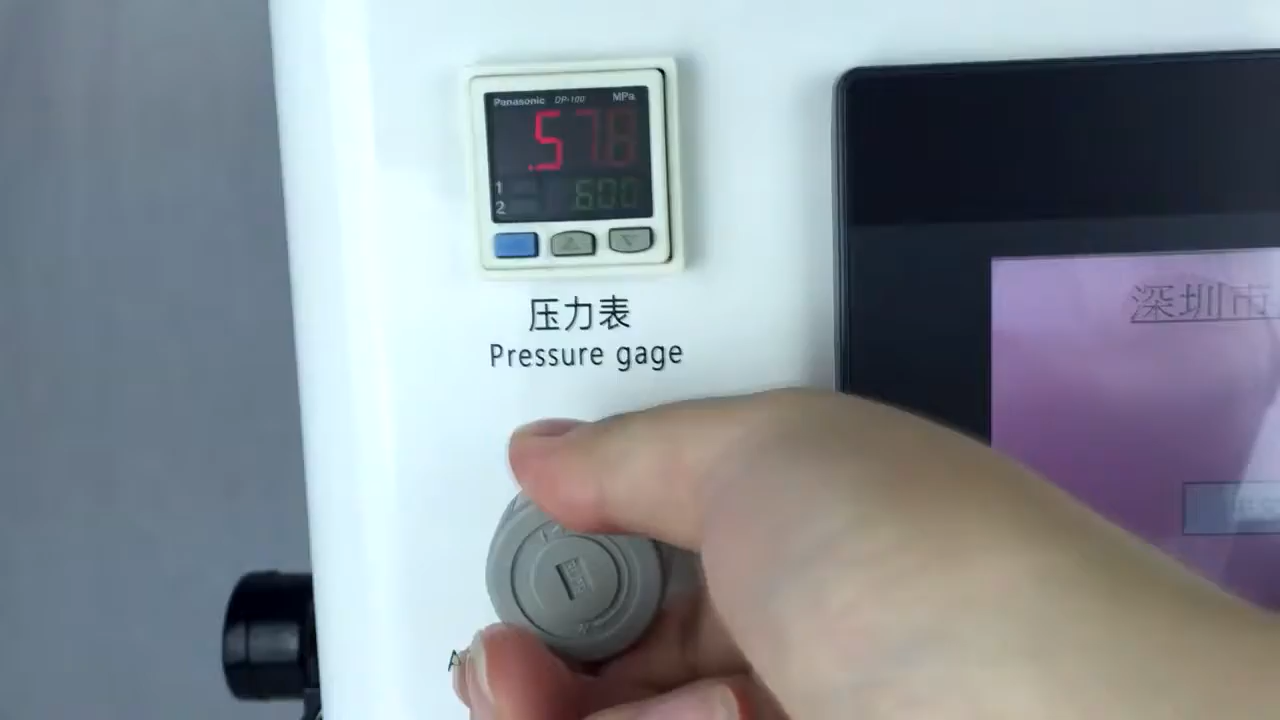 Panasonic DP-100 MPa
.578
1
2
600
压力表
Pressure gage
深圳市
A